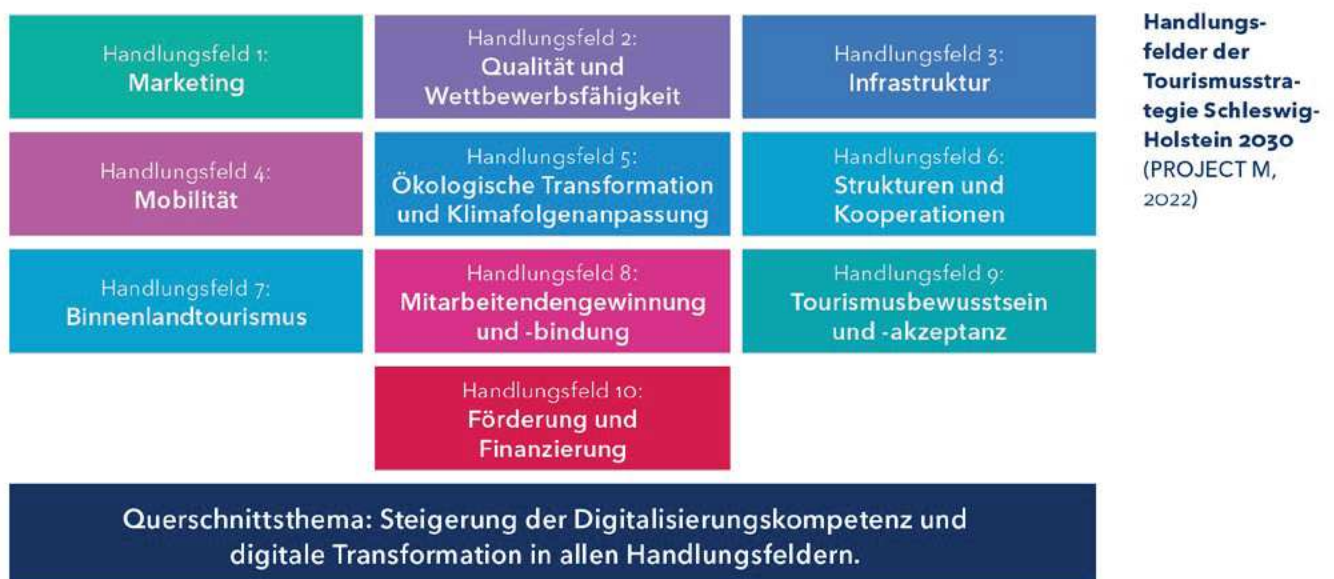 Handlungsfeld 1:
Marketing
Handlungsfeld 2:
Qualität und
Wettbewerbsfähigkeit
Handlungsfeld 3:
Infrastruktur
Handlungsfeld 4:
Mobilität
Handlungsfeld 5:
Ökologische Transformation
und Klimafolgenanpassung
Handlungsfeld 6:
Strukturen und
Kooperationen
Handlungsfeld 7:
Binnenlandtourismus
Handlungsfeld 8:
Mitarbeitendengewinnung
und -bindung
Handlungsfeld 9:
Tourismusbewusstsein
und -akzeptanz
Handlungsfeld 10:
Förderung und
Finanzierung
Querschnittsthema: Steigerung der Digitalisierungskompetenz und
digitale Transformation in allen Handlungsfeldern.
Handlungs-
felder der
Tourismusstra-
tegie Schleswig-
Holstein 2030
(PROJECT M,
2022)